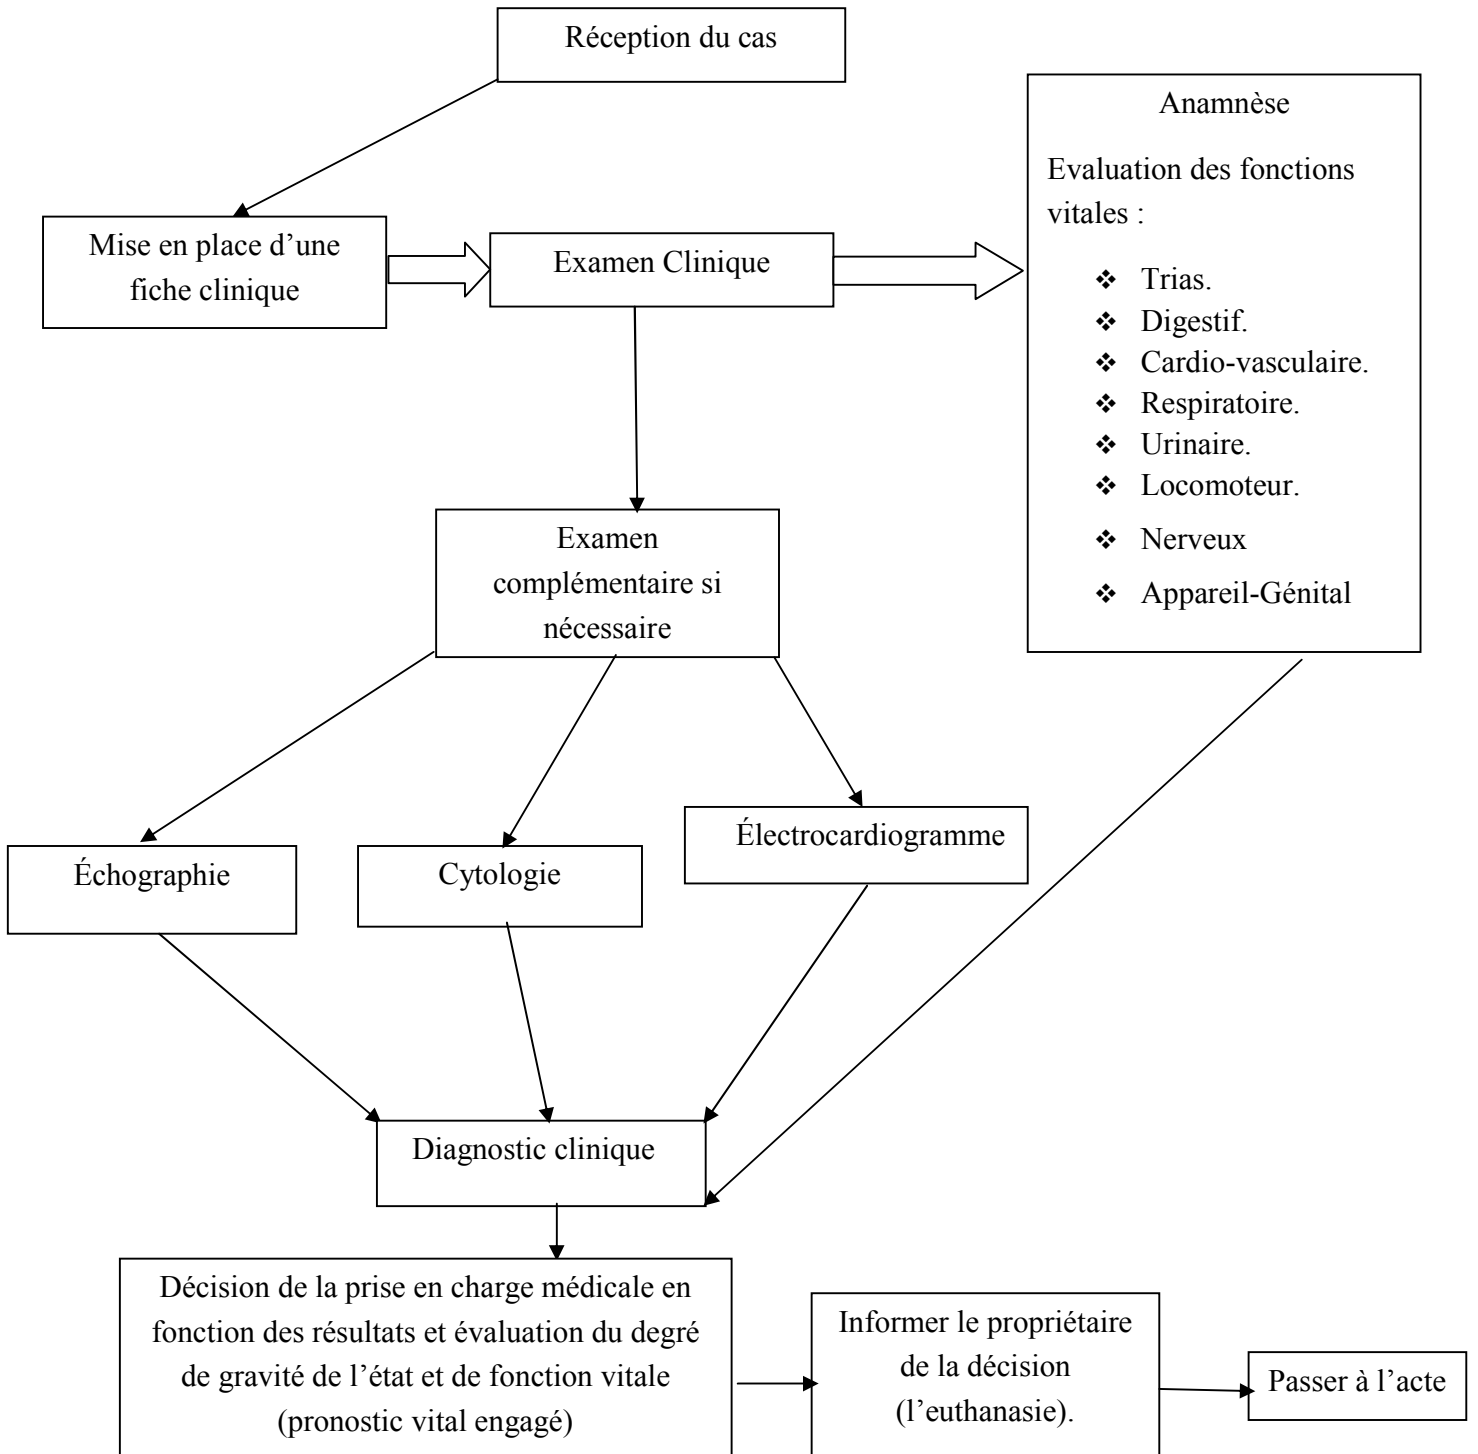 Réception du cas
Anamnèse
Evaluation des fonctions
vitales :
❖ Trias.
❖ Digestif.
❖ Cardio-vasculaire.
❖ Respiratoire.
❖ Urinaire.
❖ Locomoteur.
❖ Nerveux
❖ Appareil-Génital
Mise en place d’une
fiche clinique
Examen Clinique
Examen
complémentaire si
nécessaire
Échographie
Cytologie
Électrocardiogramme
Diagnostic clinique
Décision de la prise en charge médicale en
fonction des résultats et évaluation du degré
de gravité de l’état et de fonction vitale
(pronostic vital engagé)
Informer le propriétaire
de la décision
(l’euthanasie).
Passer à l’acte